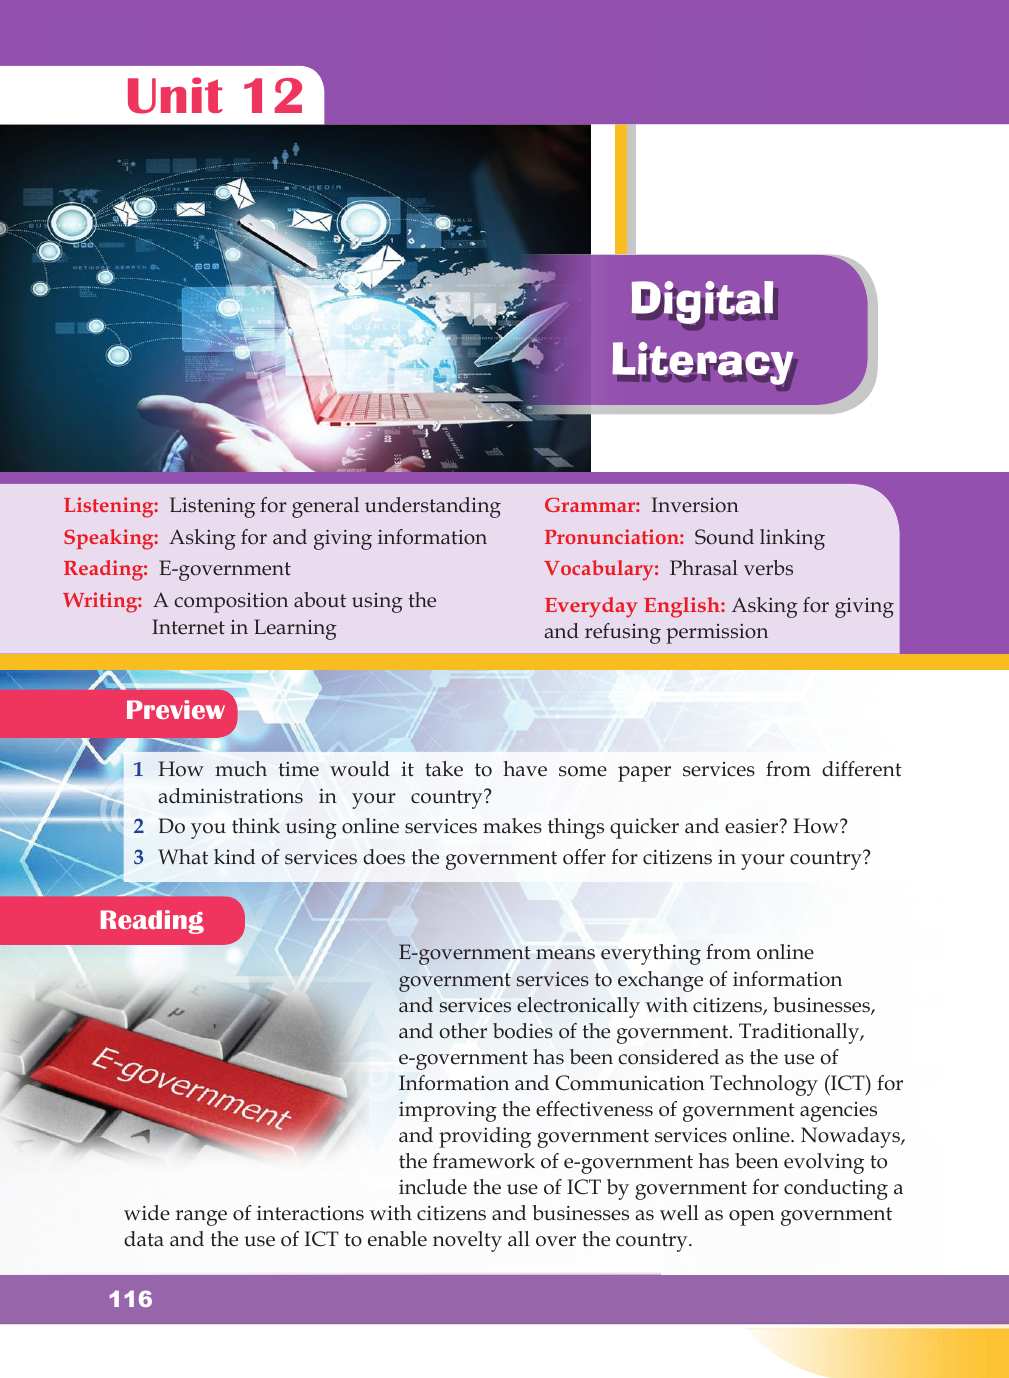 Unit 12
Digital
Literacy
Listening: Listening for general understanding
Speaking: Asking for and giving information
Reading: E-government
Writing: A composition about using the
Internet in Learning
Grammar: Inversion
Pronunciation: Sound linking
Vocabulary: Phrasal verbs
Everyday English: Asking for giving
and refusing permission
Preview
1 How much time would it take to have some paper services from different
administrations in your country?
2 Do you think using online services makes things quicker and easier? How?
3 What kind of services does the government offer for citizens in your country?
Reading
E-government
E-government means everything from online
government services to exchange of information
and services electronically with citizens, businesses,
and other bodies of the government. Traditionally,
e-government has been considered as the use of
Information and Communication Technology (ICT) for
improving the effectiveness of government agencies
and providing government services online. Nowadays,
the framework of e-government has been evolving to
include the use of ICT by government for conducting a
wide range of interactions with citizens and businesses as well as open government
data and the use of ICT to enable novelty all over the country.
116